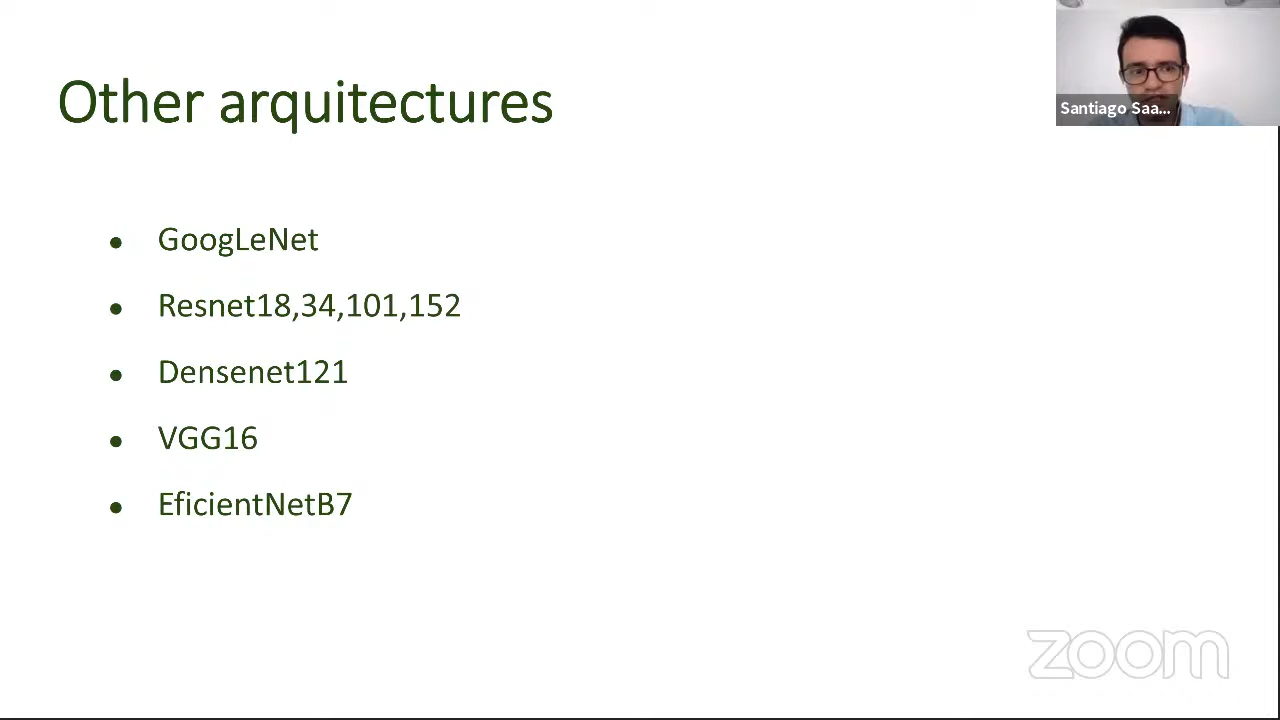 Other arquitectures
Santiago Saa...
● GoogLeNet
● Resnet18,34,101,152
● Densenet121
● VGG16
● EficientNetB7
zoom